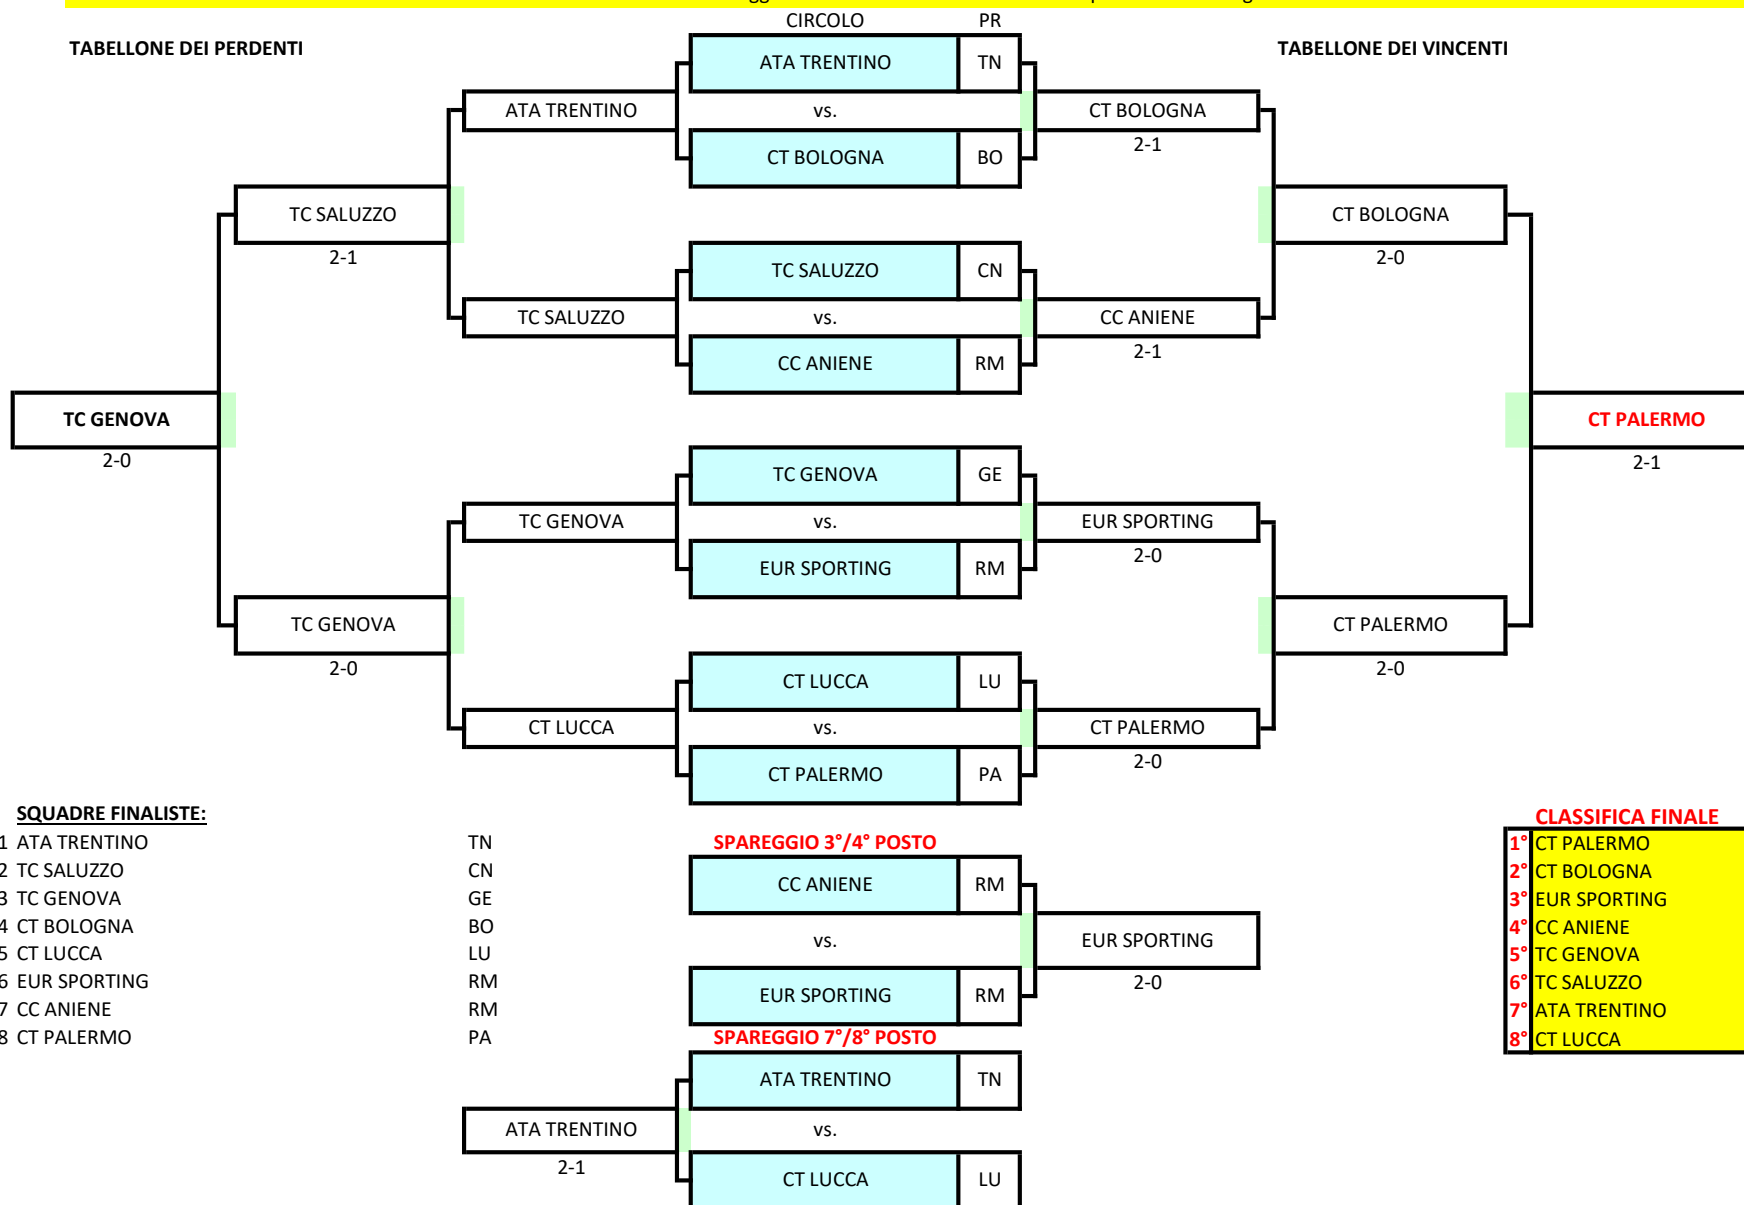 CIRCOLO PR
TABELLONE DEI PERDENTI TABELLONE DEI VINCENTI
ATA TRENTINO TN
ATA TRENTINO vs. CT BOLOGNA
2-1
CT BOLOGNA BO
TC SALUZZO CT BOLOGNA
2-1 2-0
TC SALUZZO CN
TC SALUZZO vs. CC ANIENE
2-1
CC ANIENE RM
TC GENOVA CT PALERMO
2-0 2-1
TC GENOVA GE
TC GENOVA vs. EUR SPORTING
2-0
EUR SPORTING RM
TC GENOVA CT PALERMO
2-0 2-0
CT LUCCA LU
CT LUCCA vs. CT PALERMO
2-0
CT PALERMO PA
SQUADRE FINALISTE:
1 ATA TRENTINO TN
2 TC SALUZZO CN
3 TC GENOVA GE
4 CT BOLOGNA BO
5 CT LUCCA LU
6 EUR SPORTING RM
7 CC ANIENE RM
8 CT PALERMO PA
SPAREGGIO 3°/4° POSTO
CC ANIENE RM
vs. EUR SPORTING
2-0
EUR SPORTING RM
SPAREGGIO 7°/8° POSTO
ATA TRENTINO TN
ATA TRENTINO vs.
2-1
CT LUCCA LU
CLASSIFICA FINALE
1° CT PALERMO
2° CT BOLOGNA
3° EUR SPORTING
4° CC ANIENE
5° TC GENOVA
6° TC SALUZZO
7° ATA TRENTINO
8° CT LUCCA